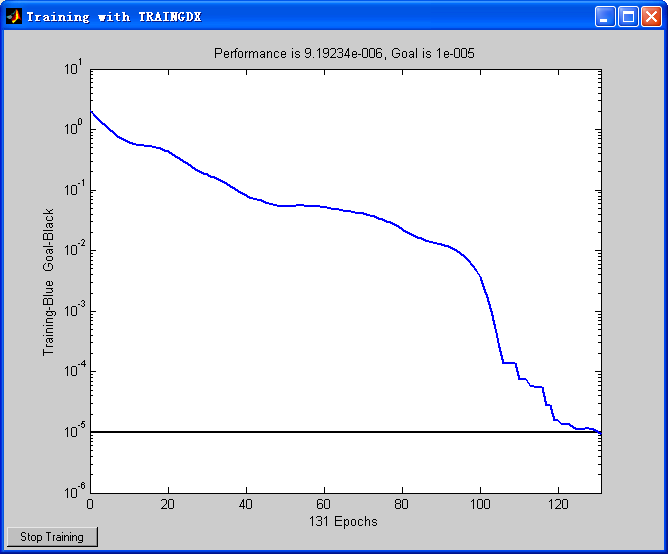 Training with TRAINGDX
Performance is 9.19234e-006, Goal is 1e-005
Training-Blue Goal-Black
10^1
10^0
10^-1
10^-2
10^-3
10^-4
10^-5
10^-6
0 20 40 60 80 100 120
131 Epochs
Stop Training